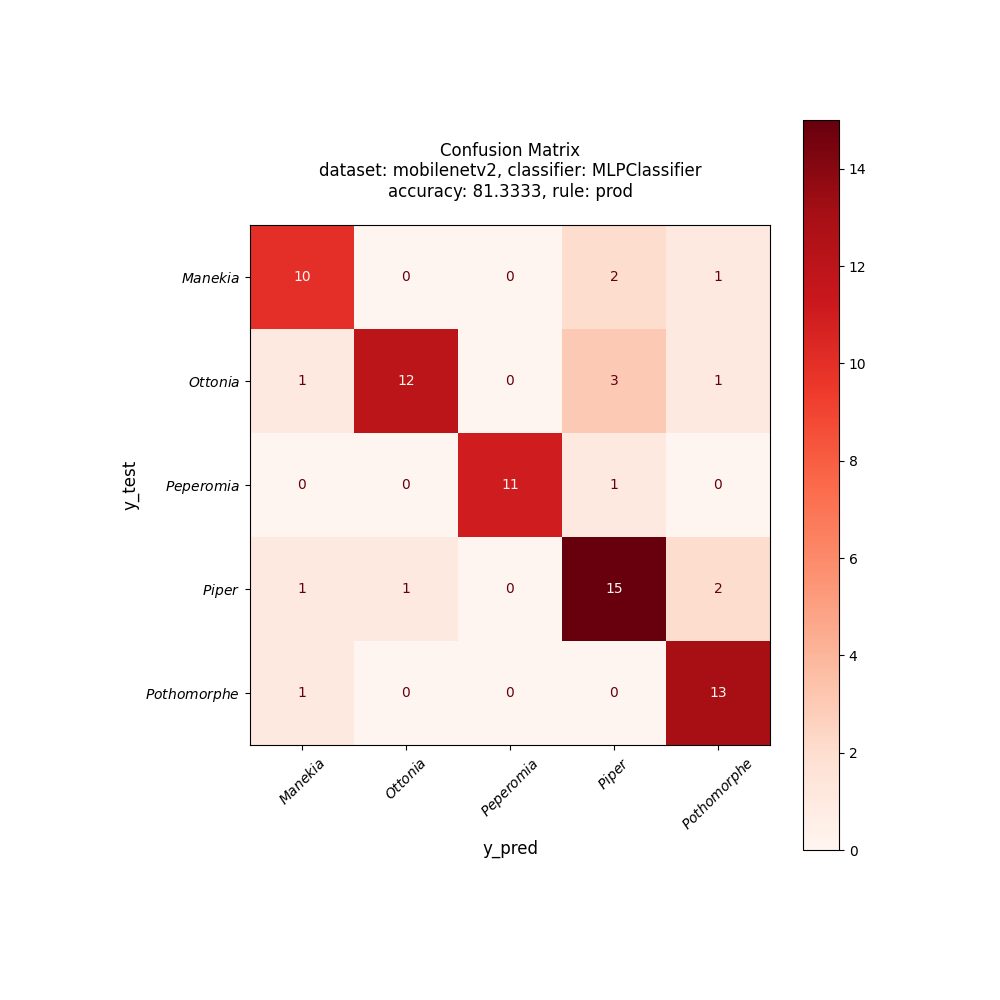 Confusion Matrix
dataset: mobilenetv2, classifier: MLPClassifier
accuracy: 81.3333, rule: prod
Manekia 10 0 0 2 1
Ottonia 1 12 0 3 1
Peperomia 0 0 11 1 0
Piper 1 1 0 15 2
Pothomorphe 1 0 0 0 13
Manekia Ottonia Peperomia Piper Pothomorphe
y_pred
y_test
14
12
10
8
6
4
2
0